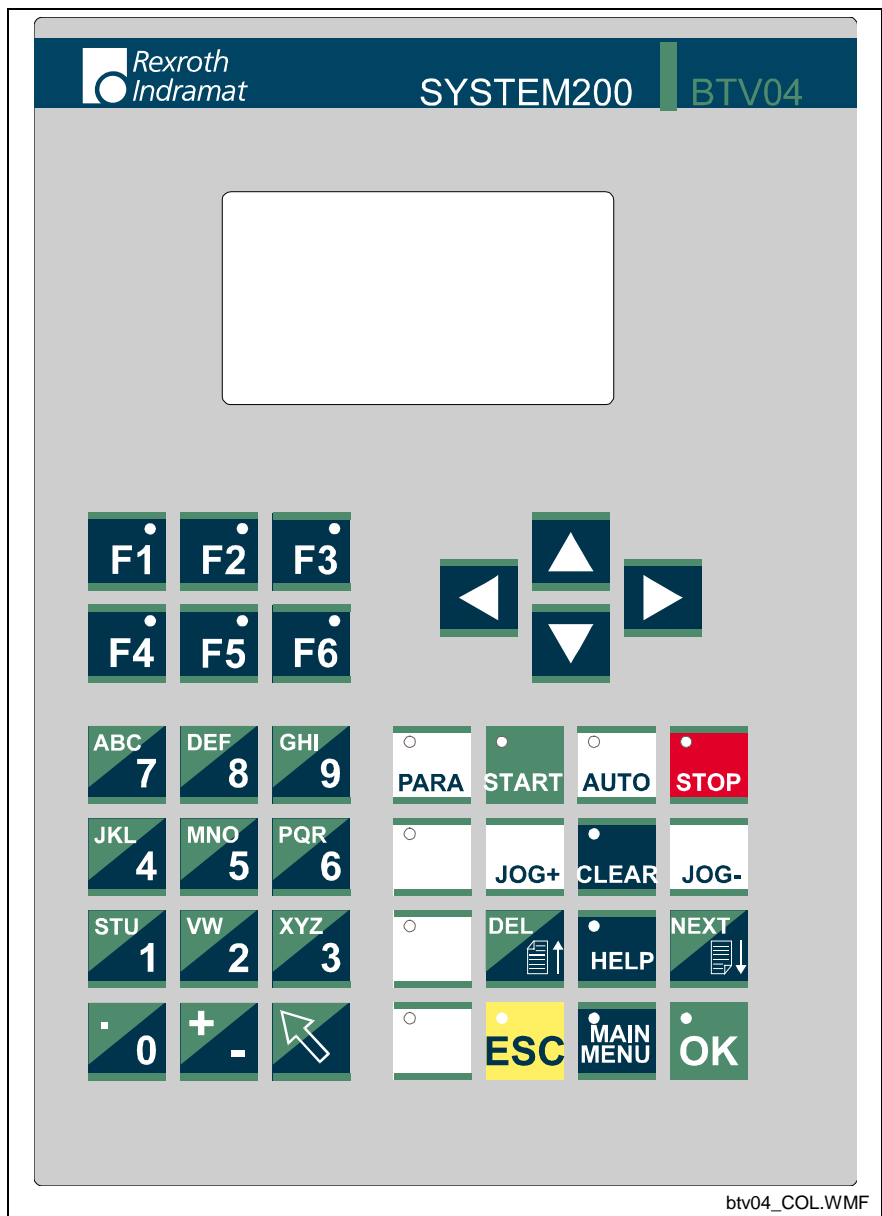 Rexroth
Indramat
SYSTEM200 BTV04
F1 F2 F3
F4 F5 F6
ABC DEF GHI
7 8 9
PARA START AUTO STOP
JKL MNO PQR
4 5 6
JOG+ CLEAR JOG-
STU VW XYZ
1 2 3
DEL HELP NEXT
. + 
0 -
ESC MAIN
MENU OK
btv04_COL.WMF